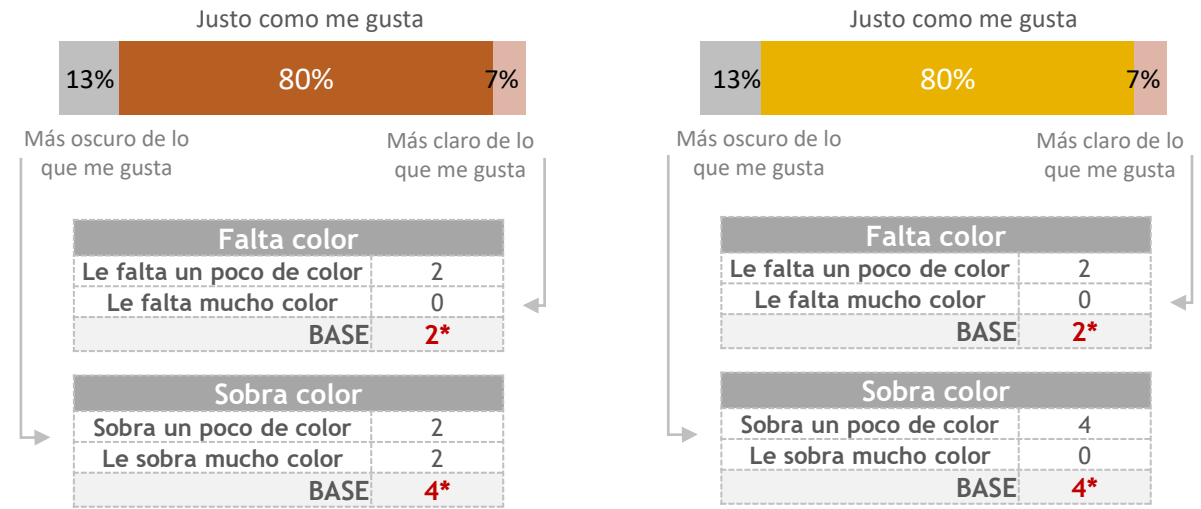 Justo como me gusta
13% 80% 7%
Más oscuro de lo
que me gusta
Más claro de lo
que me gusta
Falta color
Le falta un poco de color 2
Le falta mucho color 0
BASE 2*
Sobra color
Sobra un poco de color 2
Le sobra mucho color 2
BASE 4*
Justo como me gusta
13% 80% 7%
Más oscuro de lo
que me gusta
Más claro de lo
que me gusta
Falta color
Le falta un poco de color 2
Le falta mucho color 0
BASE 2*
Sobra color
Sobra un poco de color 4
Le sobra mucho color 0
BASE 4*